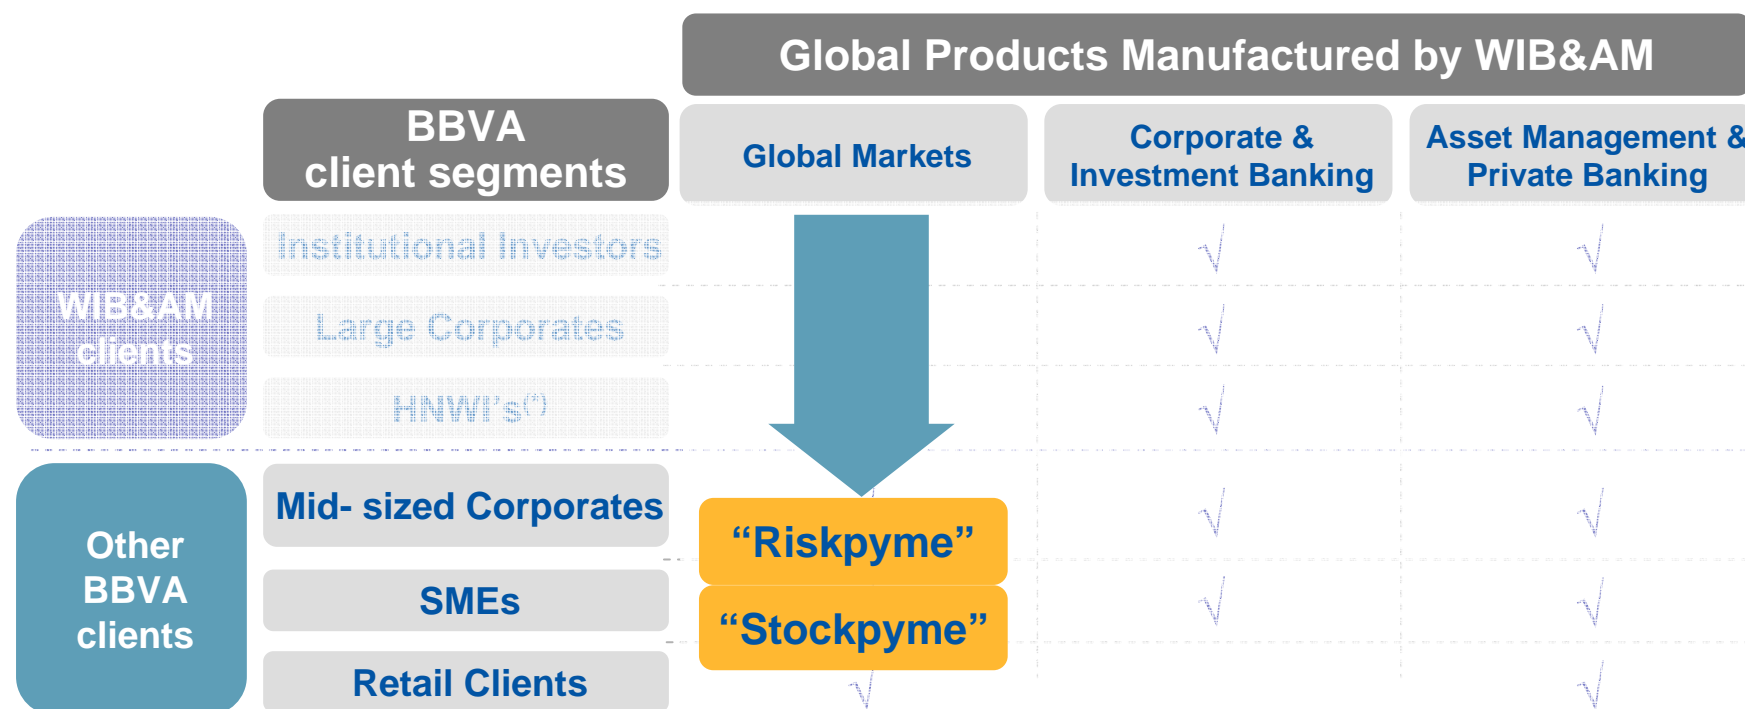 Global Products Manufactured by WIB&AM
BBVA
client segments
Global Markets
Corporate &
Investment Banking
Asset Management &
Private Banking
WIB&AM
clients
Institutional Investors
√ √
Large Corporates
√ √
HNWI's(*)
√ √
Other
BBVA
clients
Mid- sized Corporates
√ √
“Riskpyme”
SMEs
√ √
“Stockpyme”
Retail Clients
√ √